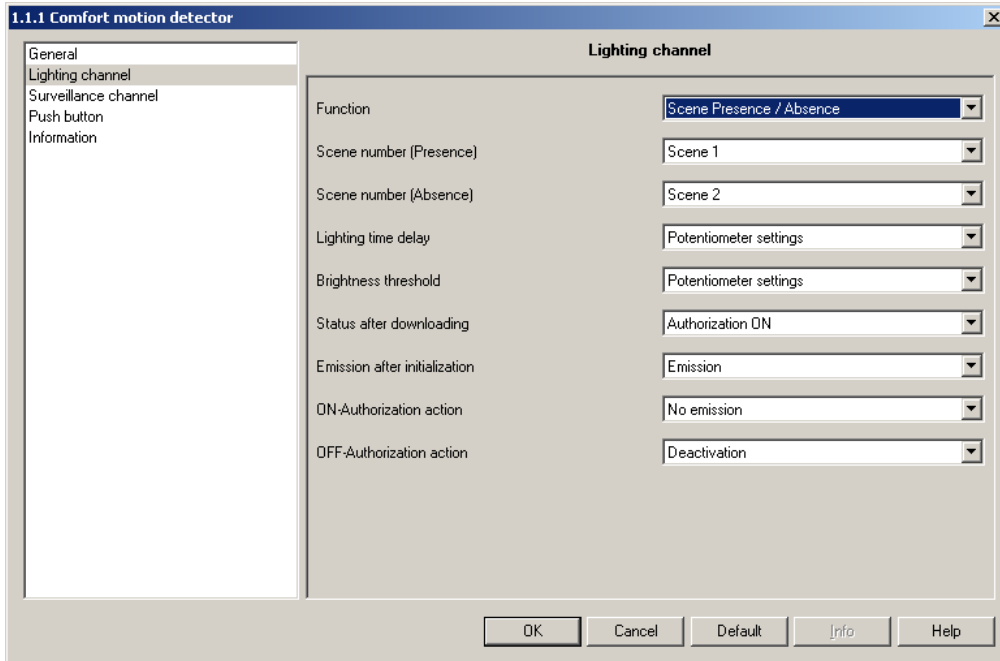 1.1.1 Comfort motion detector
General
Lighting channel
Surveillance channel
Push button
Information
Lighting channel
Function Scene Presence / Absence
Scene number (Presence) Scene 1
Scene number (Absence) Scene 2
Lighting time delay Potentiometer settings
Brightness threshold Potentiometer settings
Status after downloading Authorization ON
Emission after initialization Emission
ON-Authorization action No emission
OFF-Authorization action Deactivation
OK Cancel Default Info Help